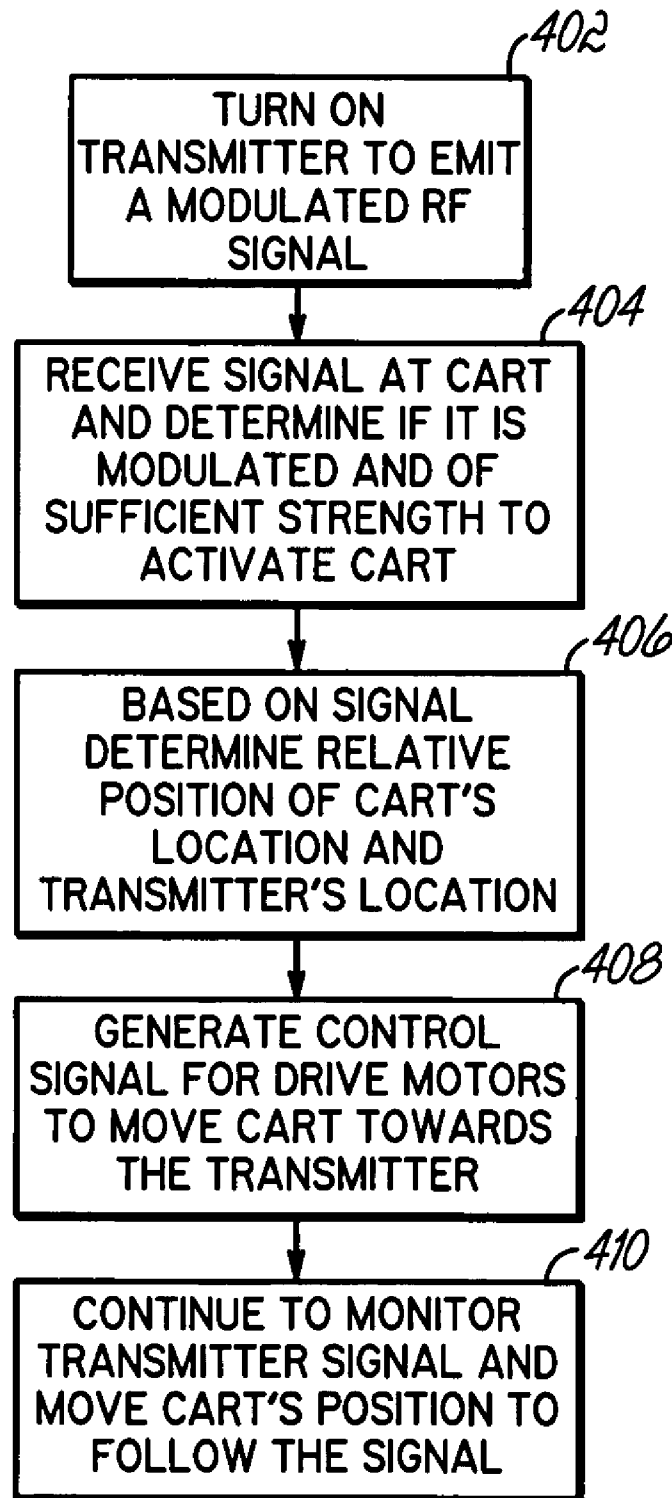 402
TURN ON
TRANSMITTER TO EMIT
A MODULATED RF
SIGNAL
404
RECEIVE SIGNAL AT CART
AND DETERMINE IF IT IS
MODULATED AND OF
SUFFICIENT STRENGTH TO
ACTIVATE CART
406
BASED ON SIGNAL
DETERMINE RELATIVE
POSITION OF CART'S
LOCATION AND
TRANSMITTER'S LOCATION
408
GENERATE CONTROL
SIGNAL FOR DRIVE MOTORS
TO MOVE CART TOWARDS
THE TRANSMITTER
410
CONTINUE TO MONITOR
TRANSMITTER SIGNAL AND
MOVE CART'S POSITION TO
FOLLOW THE SIGNAL